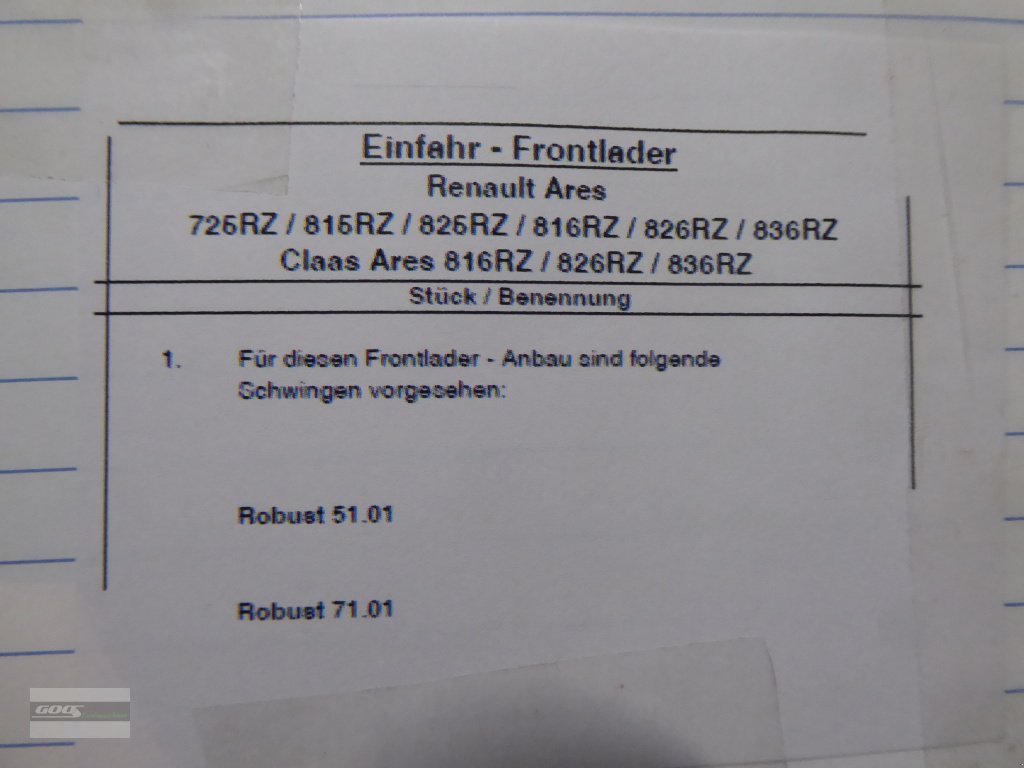 Einfahr - Frontlader
Renault Ares
725RZ / 815RZ / 825RZ / 816RZ / 826RZ / 836RZ
Claas Ares 816RZ / 826RZ / 836RZ
Stück / Benennung
1. Für diesen Frontlader - Anbau sind folgende
Schwingen vorgesehen:
Robust 51.01
Robust 71.01
GOOS